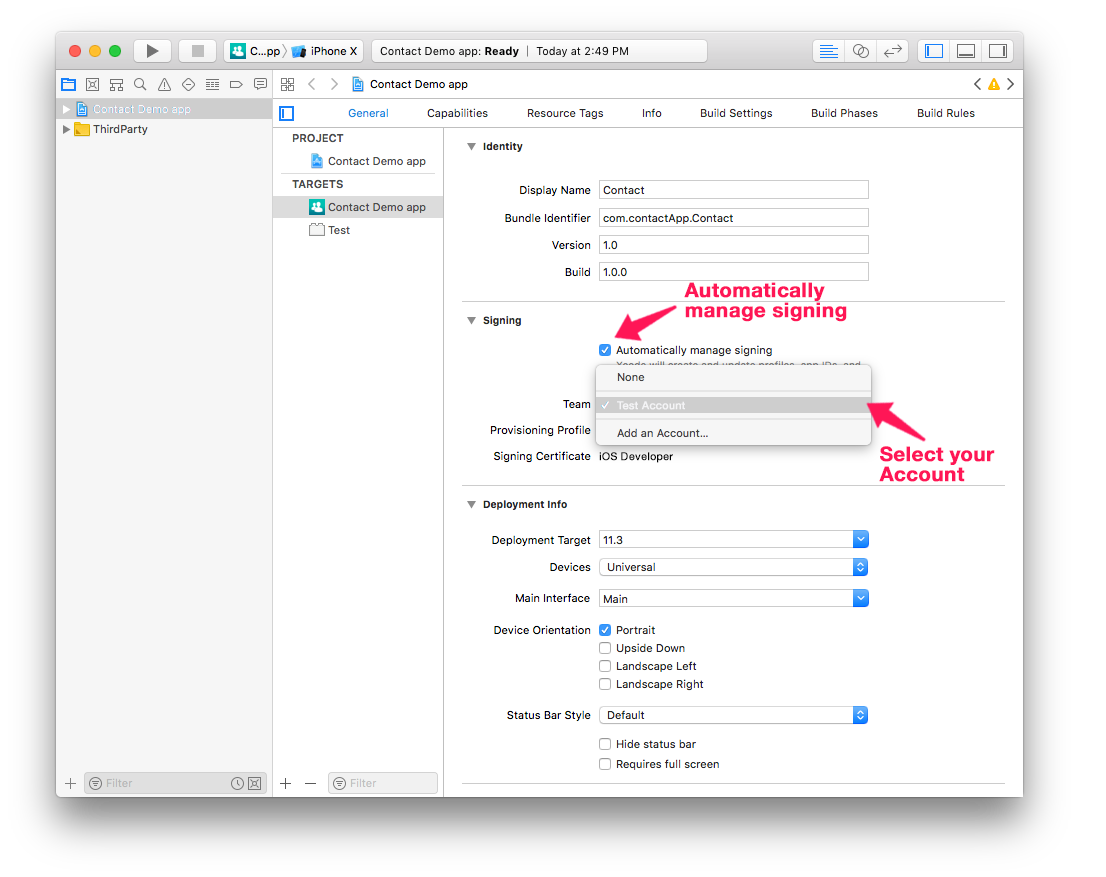 C...pp
iPhone X
Contact Demo app: Ready | Today at 2:49 PM
Contact Demo app
Contact Demo app
ThirdParty
General
Capabilities
Resource Tags
Info
Build Settings
Build Phases
Build Rules
PROJECT
Contact Demo app
TARGETS
Contact Demo app
Test
Identity
Display Name
Contact
Bundle Identifier
com.contactApp.Contact
Version
1.0
Build
1.0.0
Automatically
manage signing
Signing
Automatically manage signing
Xcode will create and update profiles, app IDs, and
None
Team
Test Account
Provisioning Profile
Add an Account...
Signing Certificate
iOS Developer
Select your
Account
Deployment Info
Deployment Target
11.3
Devices
Universal
Main Interface
Main
Device Orientation
Portrait
Upside Down
Landscape Left
Landscape Right
Status Bar Style
Default
Hide status bar
Requires full screen
Filter
Filter